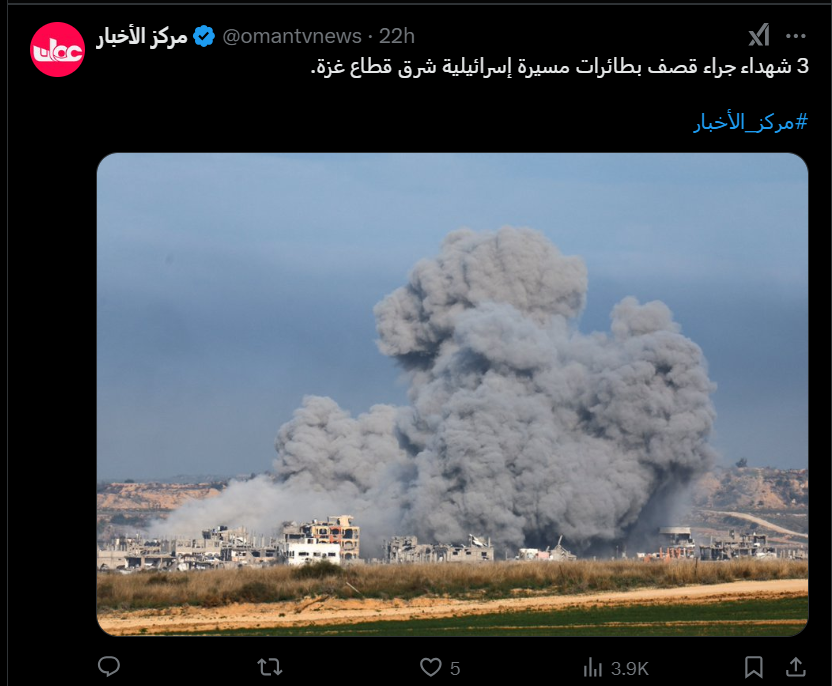 مركز الأخبار @omantvnews · 22h
3 شهداء جراء قصف بطائرات مسيرة إسرائيلية شرق قطاع غزة.
#مركز_الأخبار
5 3.9K